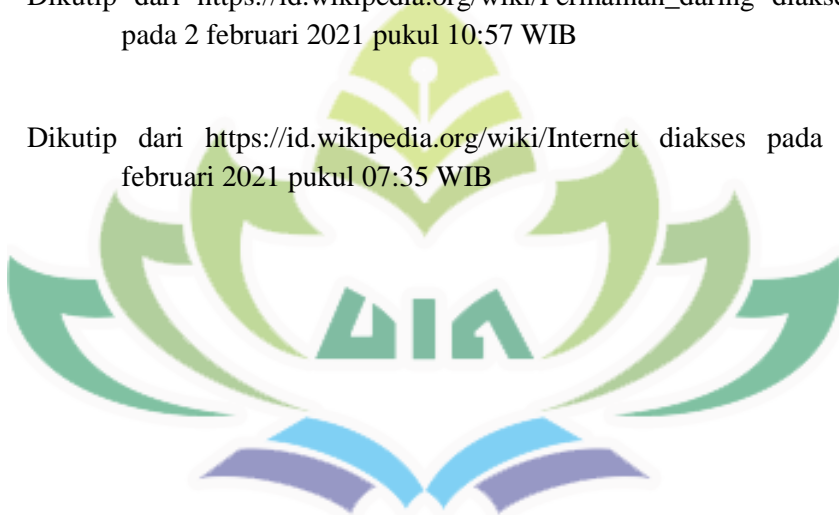 Dikutip dari https://id.wikipedia.org/wiki/Permainan_daring diakse
pada 2 februari 2021 pukul 10:57 WIB
Dikutip dari https://id.wikipedia.org/wiki/Internet diakses pada
februari 2021 pukul 07:35 WIB
UIN